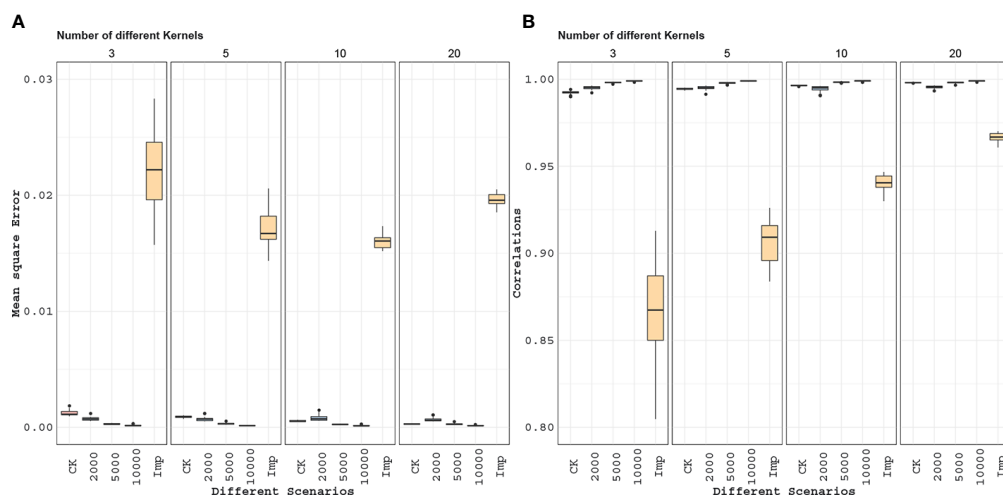 A
Number of different Kernels
3 5 10 20
Mean square Error
0.03
0.02
0.01
0.00
CK 2000 5000 10000 Imp CK 2000 5000 10000 Imp CK 2000 5000 10000 Imp CK 2000 5000 10000 Imp
Different Scenarios
B
Number of different Kernels
3 5 10 20
Correlations
1.00
0.95
0.90
0.85
0.80
CK 2000 5000 10000 Imp CK 2000 5000 10000 Imp CK 2000 5000 10000 Imp CK 2000 5000 10000 Imp
Different Scenarios